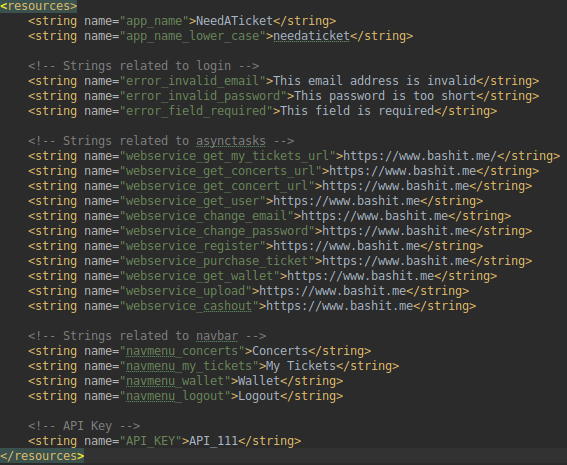 <resources>
<string name="app_name">NeedATicket</string>
<string name="app_name_lower_case">needaticket</string>
<!-- Strings related to login -->
<string name="error_invalid_email">This email address is invalid</string>
<string name="error_invalid_password">This password is too short</string>
<string name="error_field_required">This field is required</string>
<!-- Strings related to asynctasks -->
<string name="webservice_get_my_tickets_url">https://www.bashit.me/</string>
<string name="webservice_get_concerts_url">https://www.bashit.me</string>
<string name="webservice_get_concert_url">https://www.bashit.me</string>
<string name="webservice_get_user">https://www.bashit.me</string>
<string name="webservice_change_email">https://www.bashit.me</string>
<string name="webservice_change_password">https://www.bashit.me</string>
<string name="webservice_register">https://www.bashit.me</string>
<string name="webservice_purchase_ticket">https://www.bashit.me</string>
<string name="webservice_get_wallet">https://www.bashit.me</string>
<string name="webservice_upload">https://www.bashit.me</string>
<string name="webservice_cashout">https://www.bashit.me</string>
<!-- Strings related to navbar -->
<string name="navmenu_concerts">Concerts</string>
<string name="navmenu_my_tickets">My Tickets</string>
<string name="navmenu_wallet">Wallet</string>
<string name="navmenu_logout">Logout</string>
<!-- API Key -->
<string name="API_KEY">API_111</string>
</resources>